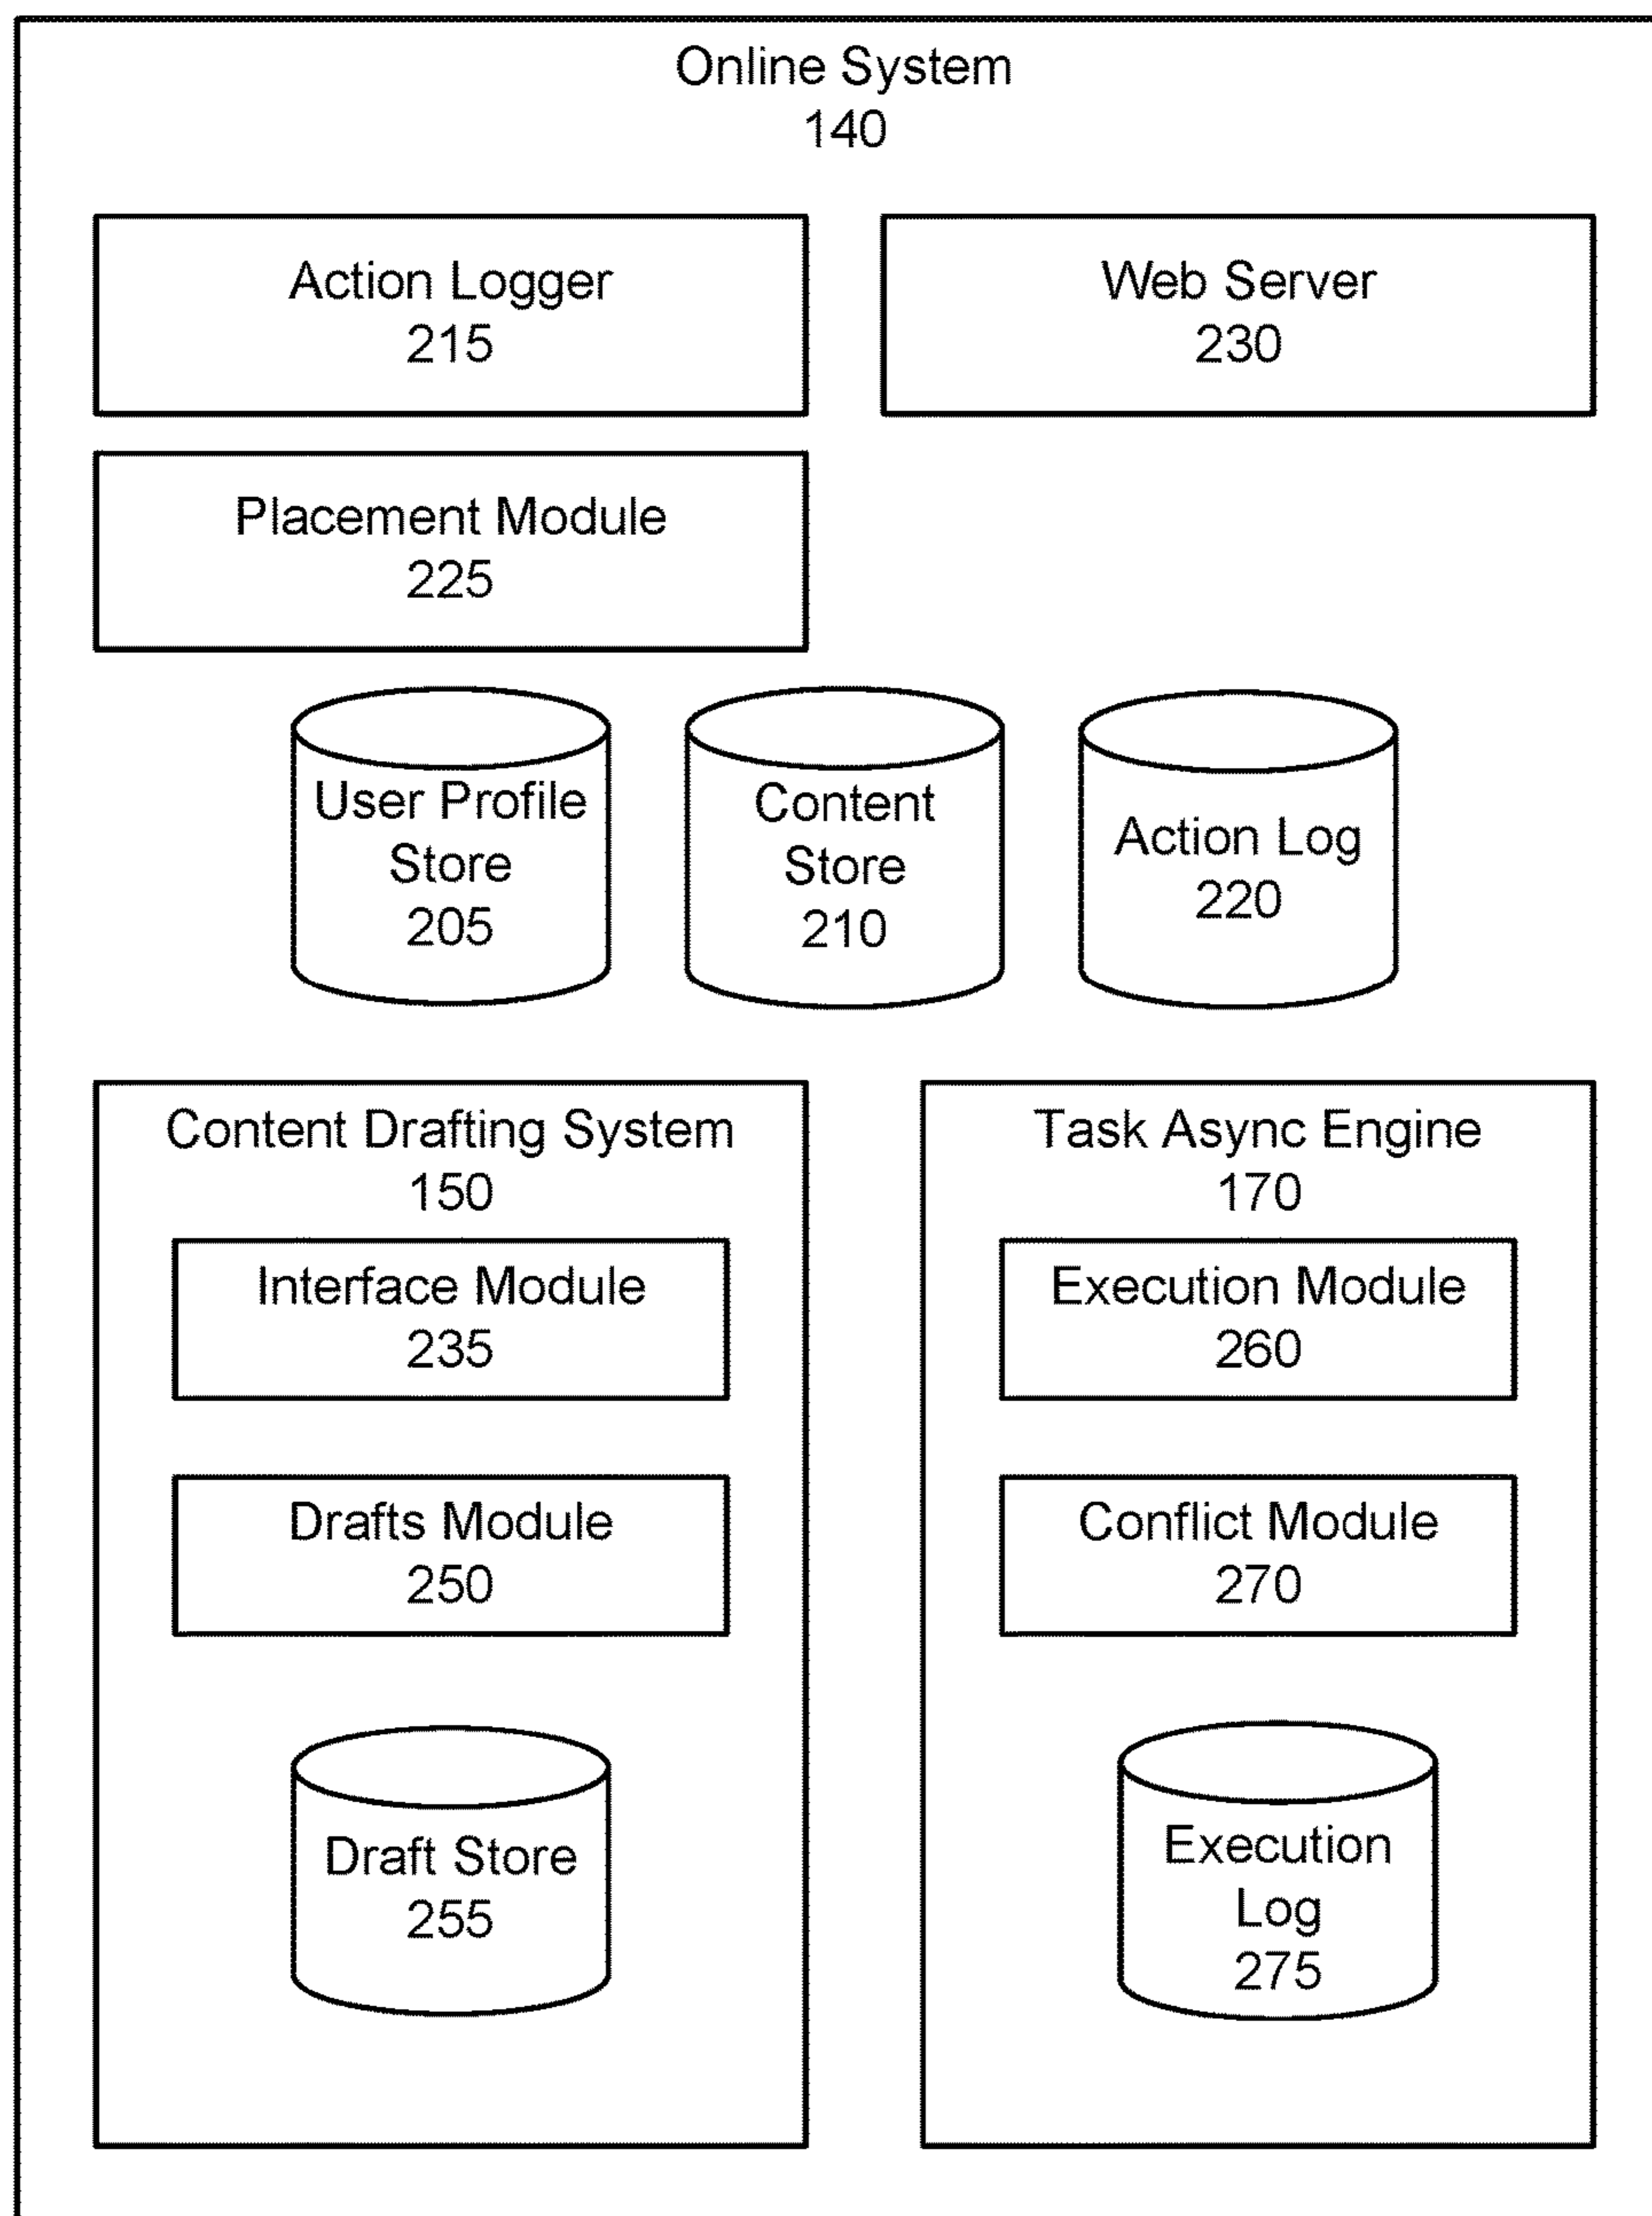 Online System
140
Action Logger
215
Web Server
230
Placement Module
225
User Profile
Store
205
Content
Store
210
Action Log
220
Content Drafting System
150
Interface Module
235
Drafts Module
250
Draft Store
255
Task Async Engine
170
Execution Module
260
Conflict Module
270
Execution
Log
275